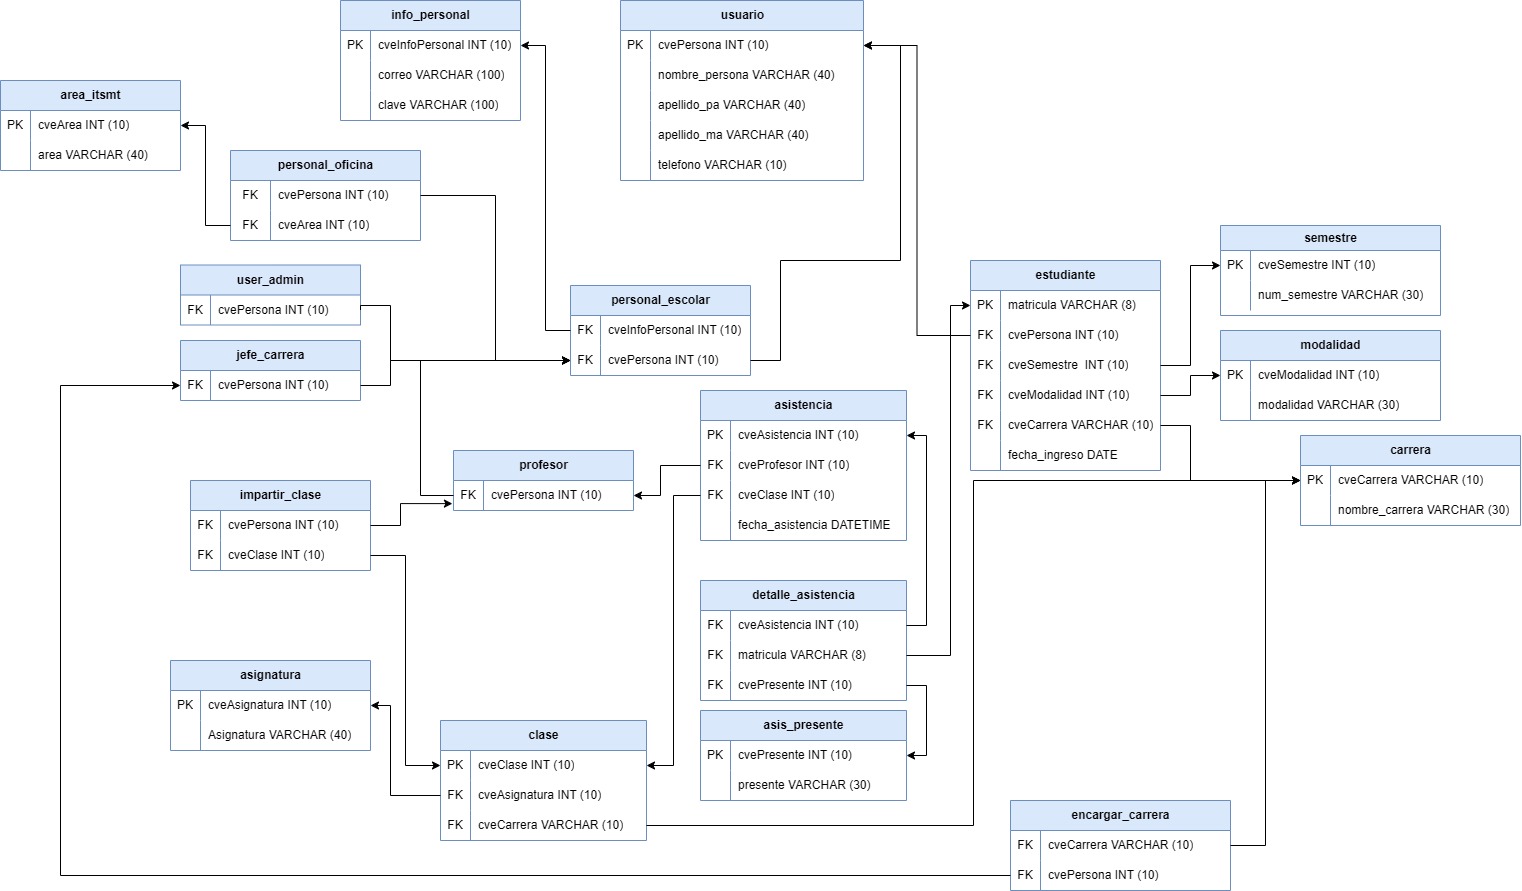 info_personal
PK cveInfoPersonal INT (10)
correo VARCHAR (100)
clave VARCHAR (100)
usuario
PK cvePersona INT (10)
nombre_persona VARCHAR (40)
apellido_pa VARCHAR (40)
apellido_ma VARCHAR (40)
telefono VARCHAR (10)
area_itsmt
PK cveArea INT (10)
area VARCHAR (40)
personal_oficina
FK cvePersona INT (10)
FK cveArea INT (10)
user_admin
FK cvePersona INT (10)
jefe_carrera
FK cvePersona INT (10)
personal_escolar
FK cveInfoPersonal INT (10)
FK cvePersona INT (10)
estudiante
PK matricula VARCHAR (8)
FK cvePersona INT (10)
FK cveSemestre INT (10)
FK cveModalidad INT (10)
FK cveCarrera VARCHAR (10)
fecha_ingreso DATE
semestre
PK cveSemestre INT (10)
num_semestre VARCHAR (30)
modalidad
PK cveModalidad INT (10)
modalidad VARCHAR (30)
carrera
PK cveCarrera VARCHAR (10)
nombre_carrera VARCHAR (30)
asistencia
PK cveAsistencia INT (10)
FK cveProfesor INT (10)
FK cveClase INT (10)
fecha_asistencia DATETIME
profesor
FK cvePersona INT (10)
impartir_clase
FK cvePersona INT (10)
FK cveClase INT (10)
detalle_asistencia
FK cveAsistencia INT (10)
FK matricula VARCHAR (8)
FK cvePresente INT (10)
asignatura
PK cveAsignatura INT (10)
Asignatura VARCHAR (40)
clase
PK cveClase INT (10)
FK cveAsignatura INT (10)
FK cveCarrera VARCHAR (10)
asis_presente
PK cvePresente INT (10)
presente VARCHAR (30)
encargar_carrera
FK cveCarrera VARCHAR (10)
FK cvePersona INT (10)